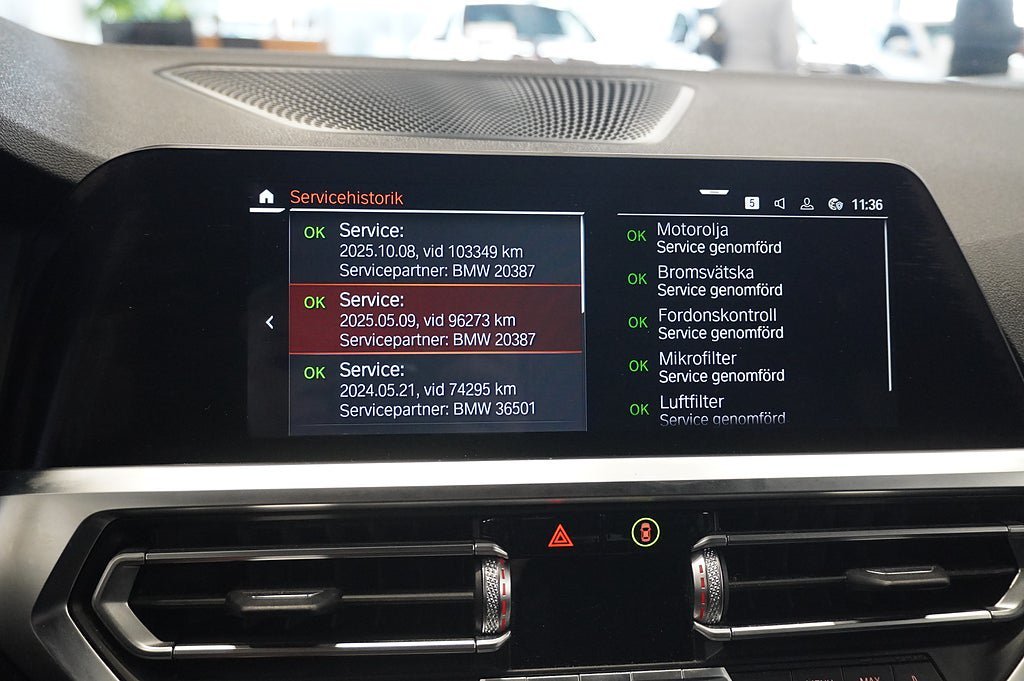 Servicehistorik
5
11:36
OK Service:
2025.10.08, vid 103349 km
Servicepartner: BMW 20387
OK Service:
2025.05.09, vid 96273 km
Servicepartner: BMW 20387
OK Service:
2024.05.21, vid 74295 km
Servicepartner: BMW 36501
OK Motorolja
Service genomförd
OK Bromsvätska
Service genomförd
OK Fordonskontroll
Service genomförd
OK Mikrofilter
Service genomförd
OK Luftfilter
Service genomförd
MENU
MAX